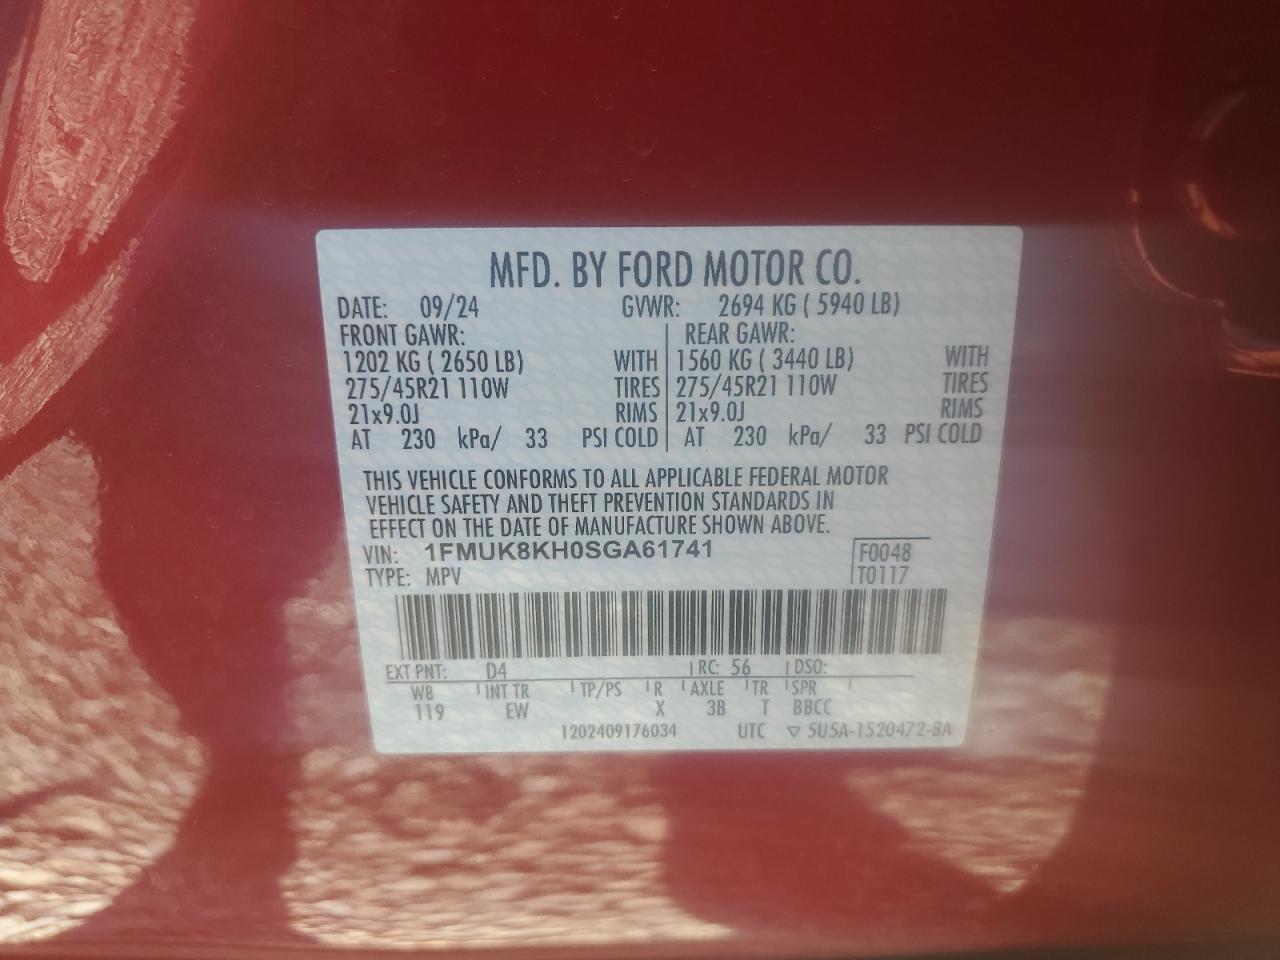 MFD. BY FORD MOTOR CO.
DATE: 09/24 GVWR: 2694 KG ( 5940 LB)
FRONT GAWR: REAR GAWR:
1202 KG ( 2650 LB) WITH 1560 KG ( 3440 LB) WITH
275/45R21 110W TIRES 275/45R21 110W TIRES
21x9.0J RIMS 21x9.0J RIMS
AT 230 kPa/ 33 PSI COLD AT 230 kPa/ 33 PSI COLD
THIS VEHICLE CONFORMS TO ALL APPLICABLE FEDERAL MOTOR
VEHICLE SAFETY AND THEFT PREVENTION STANDARDS IN
EFFECT ON THE DATE OF MANUFACTURE SHOWN ABOVE.
VIN: 1FMUK8KH0SGA61741 F0048
TYPE: MPV T0117
EXT PNT: D4 RC: 56 DSO:
WB INT TR TP/PS R AXLE TR SPR
119 EW X 3B T BBCC
1202409176034 UTC ▽ 5U5A-1520472-BA